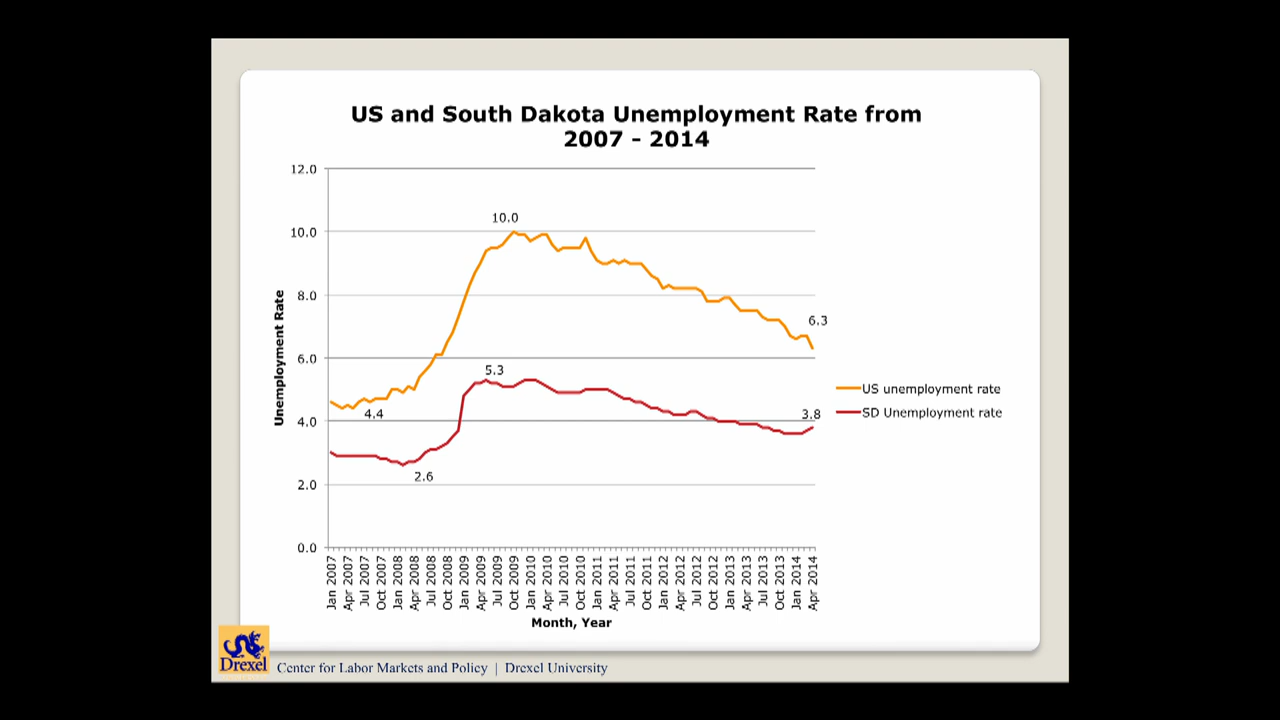 US and South Dakota Unemployment Rate from
2007 - 2014
12.0
10.0
8.0
6.0
4.0
2.0
0.0
Unemployment Rate
10.0
6.3
5.3
4.4
3.8
2.6
US unemployment rate
SD Unemployment rate
Jan 2007
Apr 2007
Jul 2007
Oct 2007
Jan 2008
Apr 2008
Jul 2008
Oct 2008
Jan 2009
Apr 2009
Jul 2009
Oct 2009
Jan 2010
Apr 2010
Jul 2010
Oct 2010
Jan 2011
Apr 2011
Jul 2011
Oct 2011
Jan 2012
Apr 2012
Jul 2012
Oct 2012
Jan 2013
Apr 2013
Jul 2013
Oct 2013
Jan 2014
Apr 2014
Month, Year
Drexel
Center for Labor Markets and Policy | Drexel University